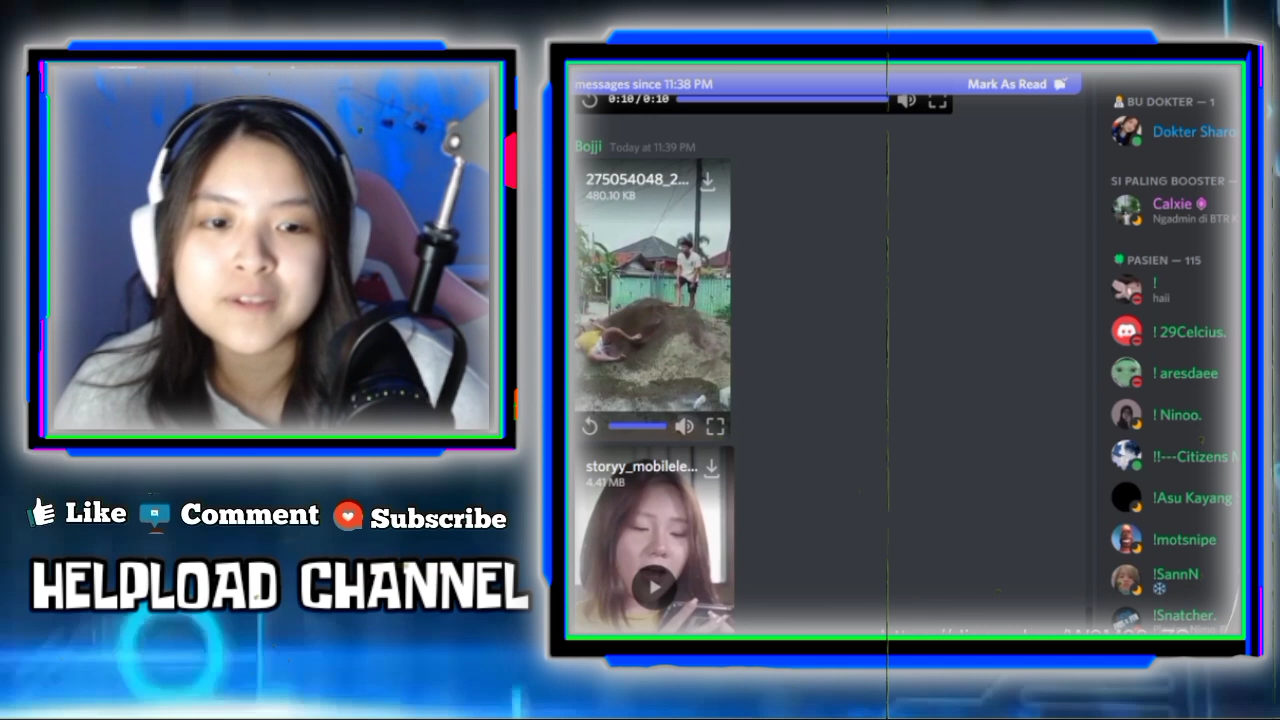 messages since 11:38 PM
Mark As Read
0:10/0:10
Bojji Today at 11:39 PM
275054048_2...
480.10 KB
storyy_mobilele...
4.41 MB
BU DOKTER — 1
Dokter Sharo
SI PALING BOOSTER —
Calxie
Ngadmin di BTR
PASIEN — 115
!
haii
! 29Celcius.
! aresdaee
! Ninoo.
!!---Citizens
!Asu Kayang
!motsnipe
!SannN
!Snatcher.
Like
Comment
Subscribe
HELPLOAD CHANNEL